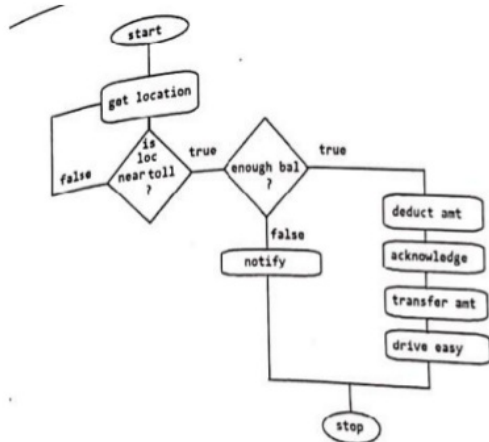 start
get location
is
loc
near toll
?
false
true
enough bal
?
true
false
notify
deduct amt
acknowledge
transfer amt
drive easy
stop